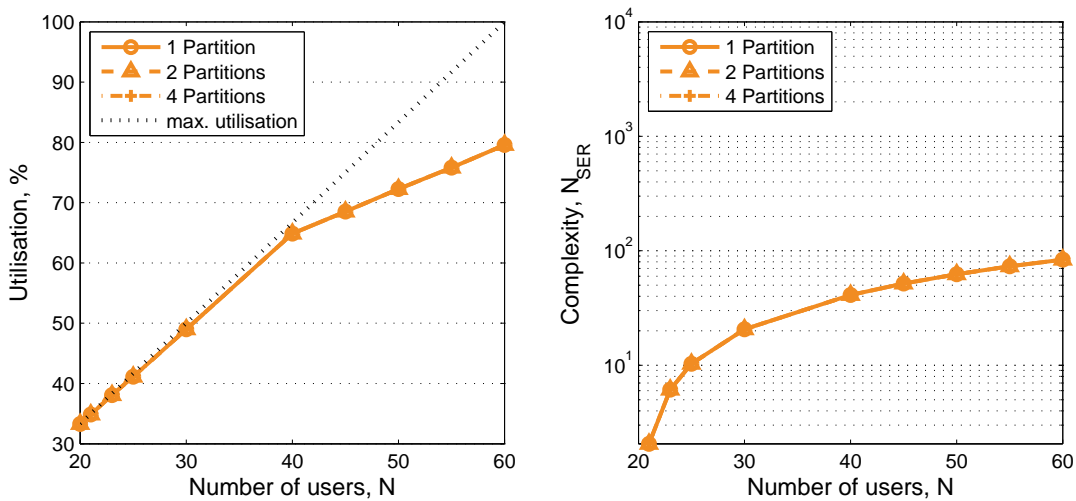 100
90
80
70
60
50
40
30
20 30 40 50 60
Utilisation, %
Number of users, N
1 Partition
2 Partitions
4 Partitions
max. utilisation
10^4
10^3
10^2
10^1
20 30 40 50 60
Complexity, N_SER
Number of users, N
1 Partition
2 Partitions
4 Partitions